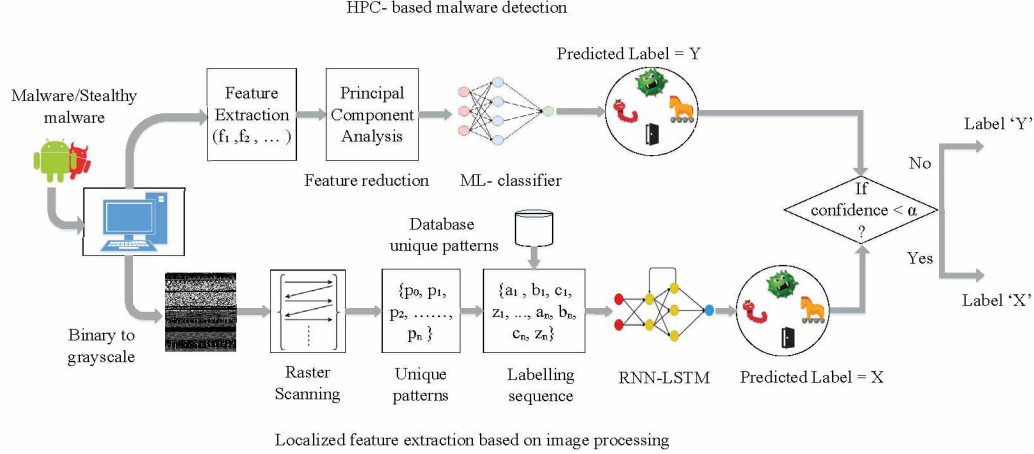 HPC- based malware detection
Predicted Label = Y
Malware/Stealthy
malware
Feature
Extraction
(f₁ ,f₂ , … )
Principal
Component
Analysis
Feature reduction
ML- classifier
Label ‘Y’
No
If
confidence < α
?
Yes
Label ‘X’
Database
unique patterns
Binary to
grayscale
Raster
Scanning
{p₀, p₁,
p₂, ……,
pₙ }
Unique
patterns
{a₁ , b₁, c₁,
z₁, ..., aₙ, bₙ,
cₙ, zₙ}
Labelling
sequence
RNN-LSTM
Predicted Label = X
Localized feature extraction based on image processing